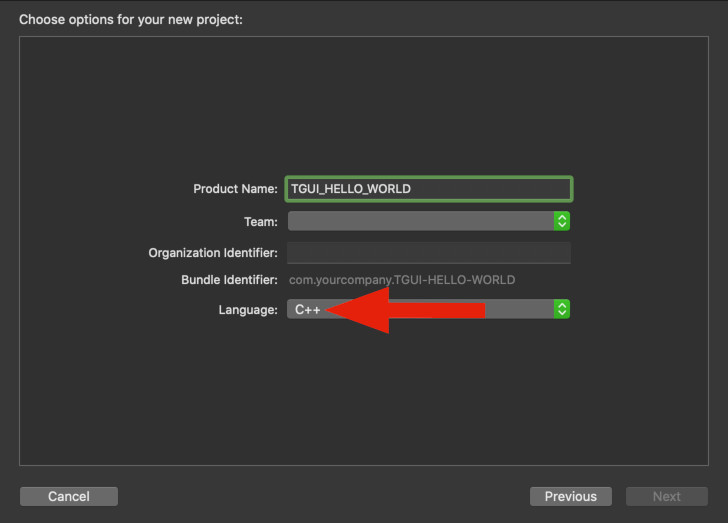 Choose options for your new project:
Product Name: TGUI_HELLO_WORLD
Team:
Organization Identifier:
Bundle Identifier: com.yourcompany.TGUI-HELLO-WORLD
Language: C++
Cancel Previous Next